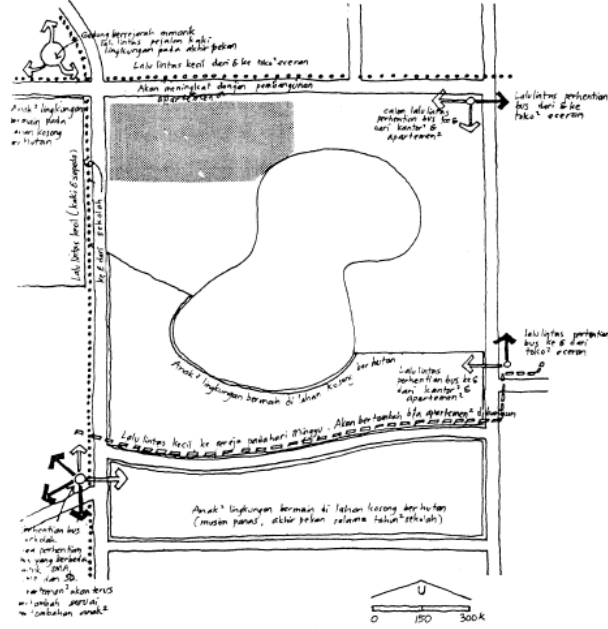 Gedung bersejarah menarik
lalu lintas pejalan kaki
lingkungan pada akhir pekan
Lalu lintas kecil dari & ke toko² eceran
Akan meningkat dengan pembangunan
apartemen²
Anak² lingkungan
bermain pada
kosong
hutan
calon lalu lintas
perhentian bus ke &
dari kantor² &
apartemen²
Lalu lintas perhentian
bus dari & ke
toko² eceran
Lalu lintas kecil (kaki & sepeda)
ke & dari sekolah
Anak² lingkungan bermain di lahan kosong berhutan
lalu lintas perhentian
bus ke & dari
toko² eceran
Lalu lintas
perhentian bus ke &
dari kantor² &
apartemen²
Lalu lintas kecil ke gereja pada hari Minggu. Akan bertambah bila apartemen² dibangun
Anak² lingkungan bermain di lahan kosong berhutan
(musim panas, akhir pekan selama tahun² sekolah)
perhentian bus
sekolah
perhentian
yang berbeda
SMA
dan SD.
akan terus
sesuai
anak²
U
0 150 300k